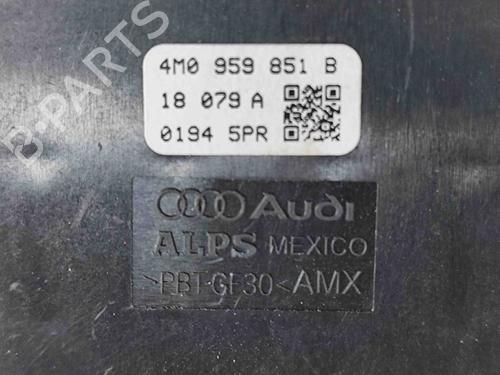 4M0 959 851 B
18 079 A
0194 5PR
Audi
ALPS MEXICO
>PBT-GF30< AMX
B-PARTS